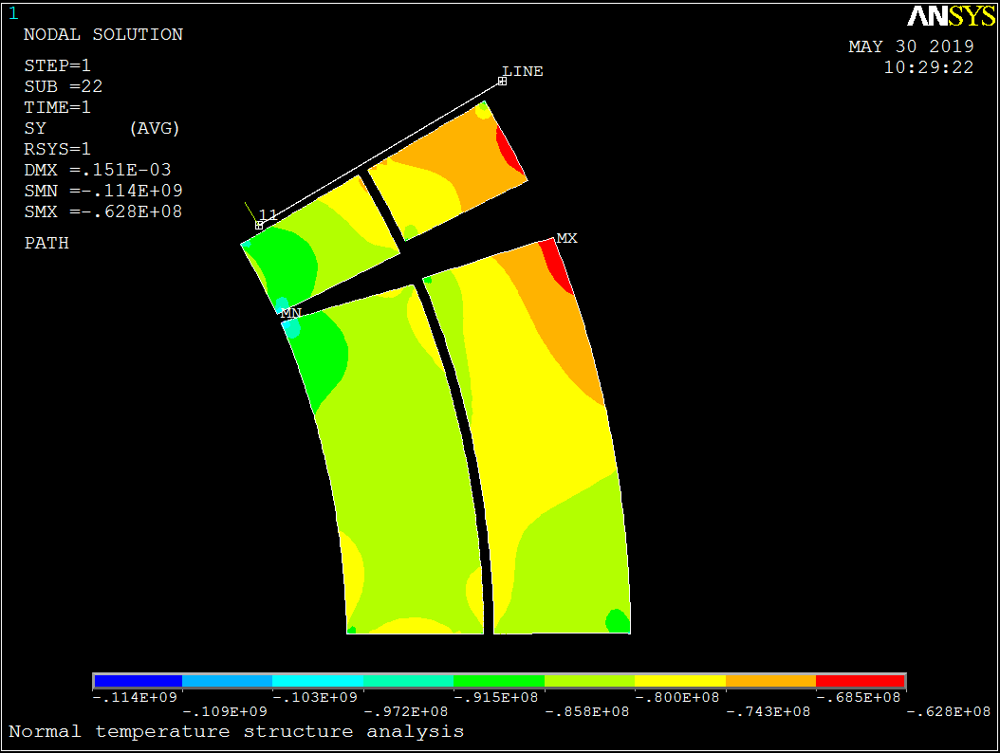 1
ANSYS
NODAL SOLUTION
MAY 30 2019
10:29:22
STEP=1
SUB =22
TIME=1
SY (AVG)
RSYS=1
DMX =.151E-03
SMN =-.114E+09
SMX =-.628E+08
PATH
LINE
11
MX
MN
-.114E+09 -.103E+09 -.915E+08 -.800E+08 -.685E+08
-.109E+09 -.972E+08 -.858E+08 -.743E+08 -.628E+08
Normal temperature structure analysis